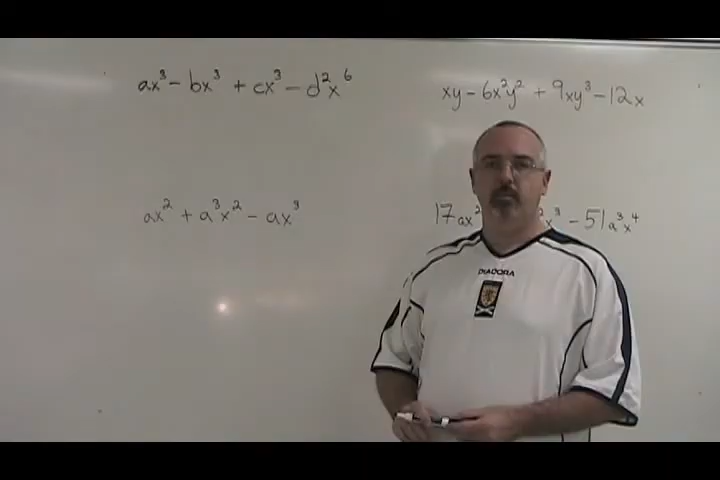 ax³ - bx³ + cx³ - d²x⁶
xy - 6x²y² + 9xy³ - 12x
ax² + a³x² - ax³
17ax² x³ - 51a³x⁴
DIADORA